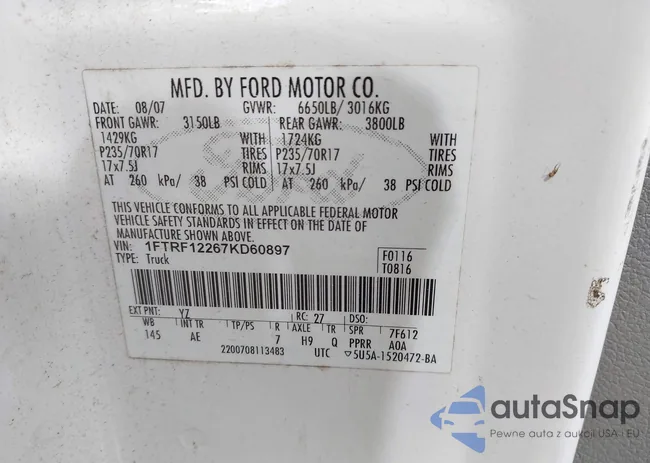 MFD. BY FORD MOTOR CO.
DATE: 08/07 GVWR: 6650LB/ 3016KG
FRONT GAWR: 3150LB REAR GAWR: 3800LB
1429KG WITH 1724KG WITH
P235/70R17 TIRES P235/70R17 TIRES
17x7.5J RIMS 17x7.5J RIMS
AT 260 kPa/ 38 PSI COLD AT 260 kPa/ 38 PSI COLD
THIS VEHICLE CONFORMS TO ALL APPLICABLE FEDERAL MOTOR
VEHICLE SAFETY STANDARDS IN EFFECT ON THE DATE OF
MANUFACTURE SHOWN ABOVE.
VIN: 1FTRF12267KD60897 F0116
TYPE: Truck T0816
EXT PNT: YZ RC: 27 DSO:
WB INT TR TP/PS R AXLE TR SPR 7F612
145 AE 7 H9 Q PPRR A0A
2200708113483 UTC ▽5U5A-1520472-BA
Ford
autoSnap
Pewne auta z aukcji USA i EU